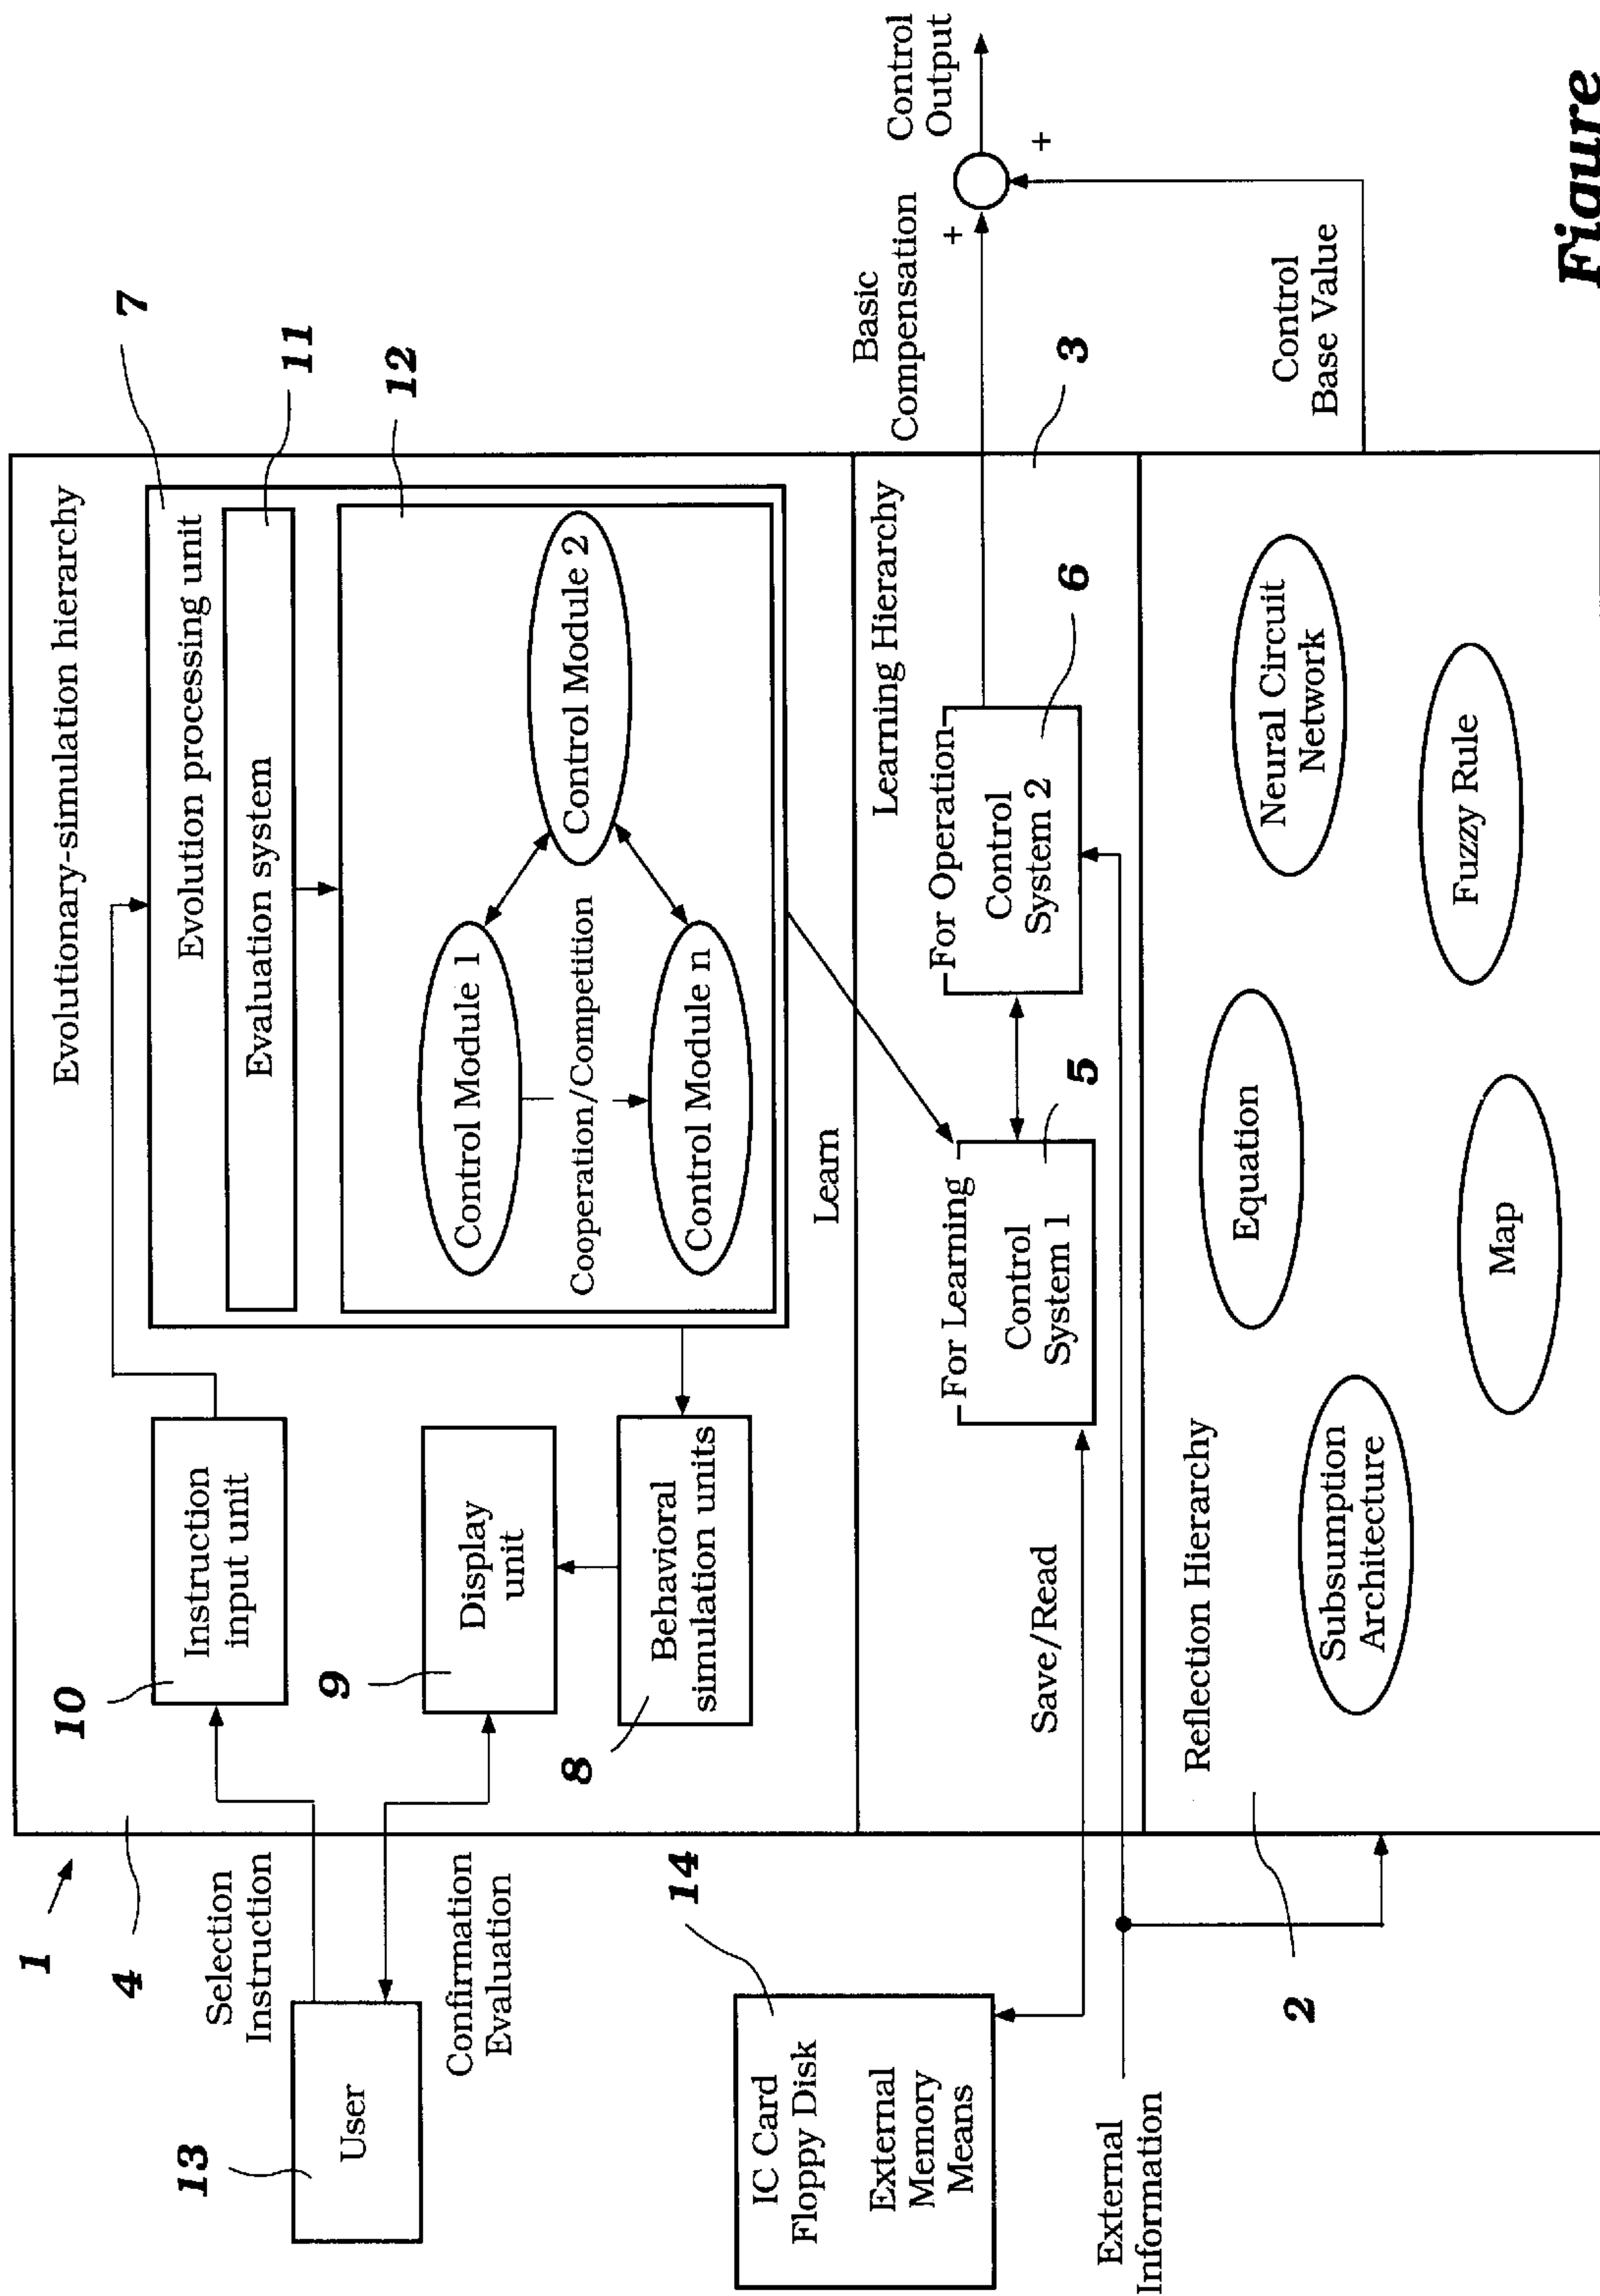 1
4
Evolutionary-simulation hierarchy
7
Evolution processing unit
11
Evaluation system
12
Control Module 1
Control Module 2
Cooperation/Competition
Control Module n
10
Instruction
input unit
9
Display
unit
8
Behavioral
simulation units
13
User
Selection
Instruction
Confirmation
Evaluation
Learn
Learning Hierarchy
3
For Learning
Control
System 1
5
For Operation
Control
System 2
6
14
IC Card
Floppy Disk
External
Memory
Means
Save/Read
External
Information
Reflection Hierarchy
2
Subsumption
Architecture
Equation
Map
Neural Circuit
Network
Fuzzy Rule
Basic
Compensation
+
+
Control
Output
Control
Base Value
Figure